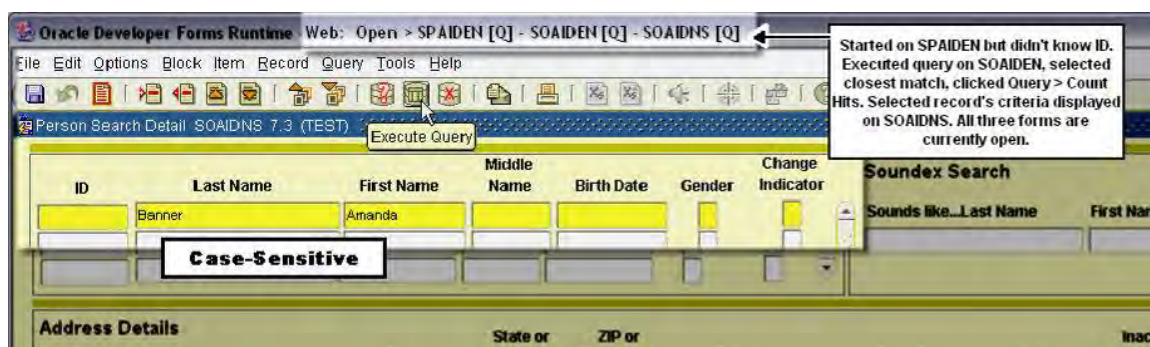 Oracle Developer Forms Runtime Web: Open > SPAIDEN [Q] - SOAIDEN [Q] - SOAIDNS [Q]
Started on SPAIDEN but didn't know ID.
Executed query on SOAIDEN, selected
closest match, clicked Query > Count
Hits. Selected record's criteria displayed
on SOAIDNS. All three forms are
currently open.
File Edit Options Block Item Record Query Tools Help
Person Search Detail SOAIDNS 7.3 (TEST)
Execute Query
ID Last Name First Name Middle Name Birth Date Gender Change Indicator
Banner Amanda
Case-Sensitive
Soundex Search
Sounds like...Last Name First Nar
Address Details
State or ZIP or Inac